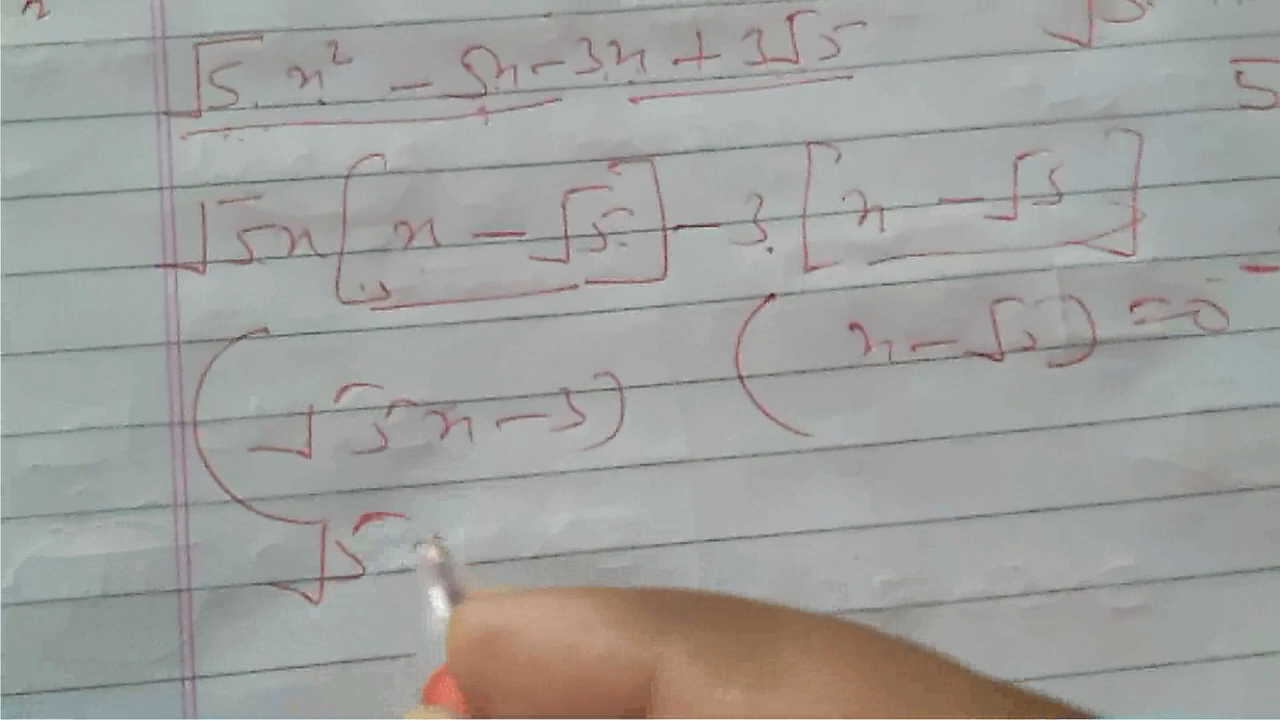 √5 x² - 5x - 3x + 3√5
√5x [x - √5] - 3 [x - √5]
(√5x - 3) (x - √5) = 0
√5